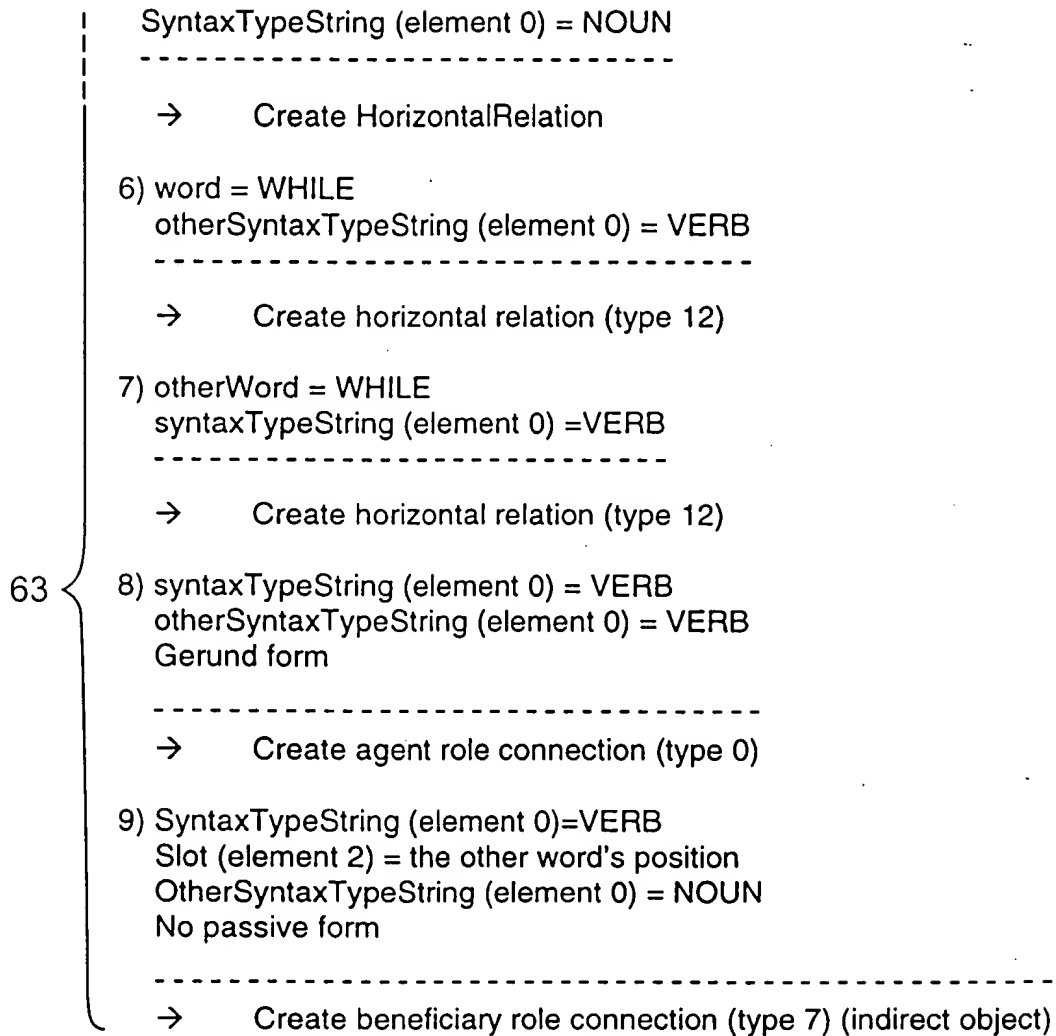 SyntaxTypeString (element 0) = NOUN
→ Create HorizontalRelation
6) word = WHILE
otherSyntaxTypeString (element 0) = VERB
→ Create horizontal relation (type 12)
7) otherWord = WHILE
syntaxTypeString (element 0) =VERB
→ Create horizontal relation (type 12)
63
8) syntaxTypeString (element 0) = VERB
otherSyntaxTypeString (element 0) = VERB
Gerund form
→ Create agent role connection (type 0)
9) SyntaxTypeString (element 0)=VERB
Slot (element 2) = the other word's position
OtherSyntaxTypeString (element 0) = NOUN
No passive form
→ Create beneficiary role connection (type 7) (indirect object)